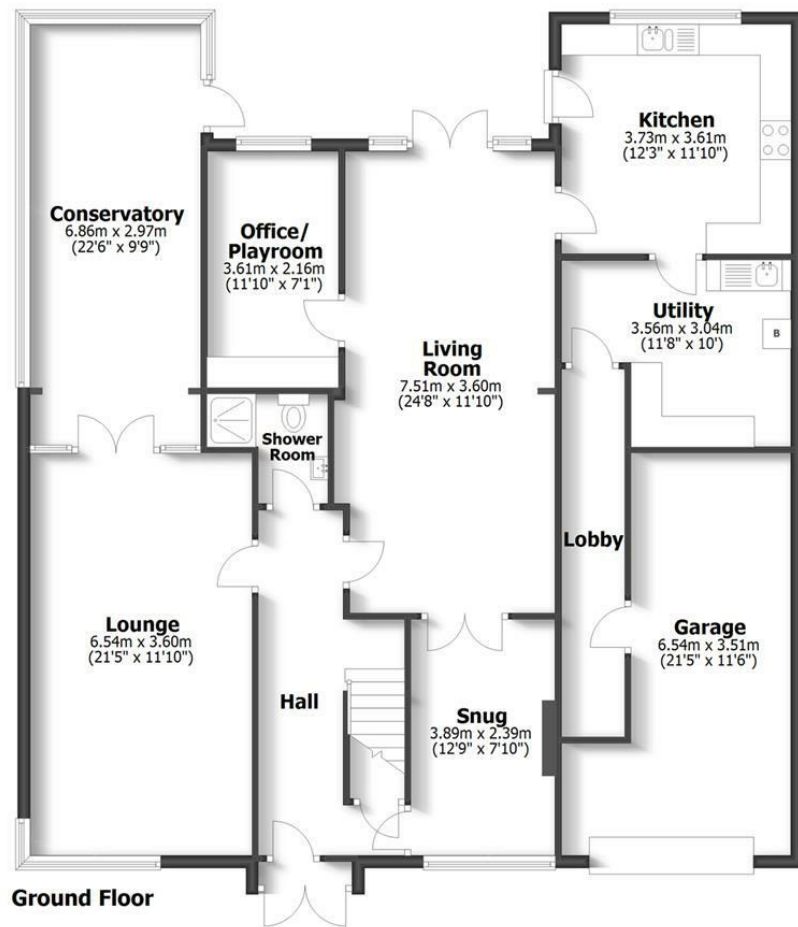 Kitchen
3.73m x 3.61m
(12'3" x 11'10")
Conservatory
6.86m x 2.97m
(22'6" x 9'9")
Office/
Playroom
3.61m x 2.16m
(11'10" x 7'1")
Utility
3.56m x 3.04m
(11'8" x 10')
B
Living
Room
7.51m x 3.60m
(24'8" x 11'10")
Shower
Room
Lobby
Lounge
6.54m x 3.60m
(21'5" x 11'10")
Garage
6.54m x 3.51m
(21'5" x 11'6")
Hall
Snug
3.89m x 2.39m
(12'9" x 7'10")
Ground Floor